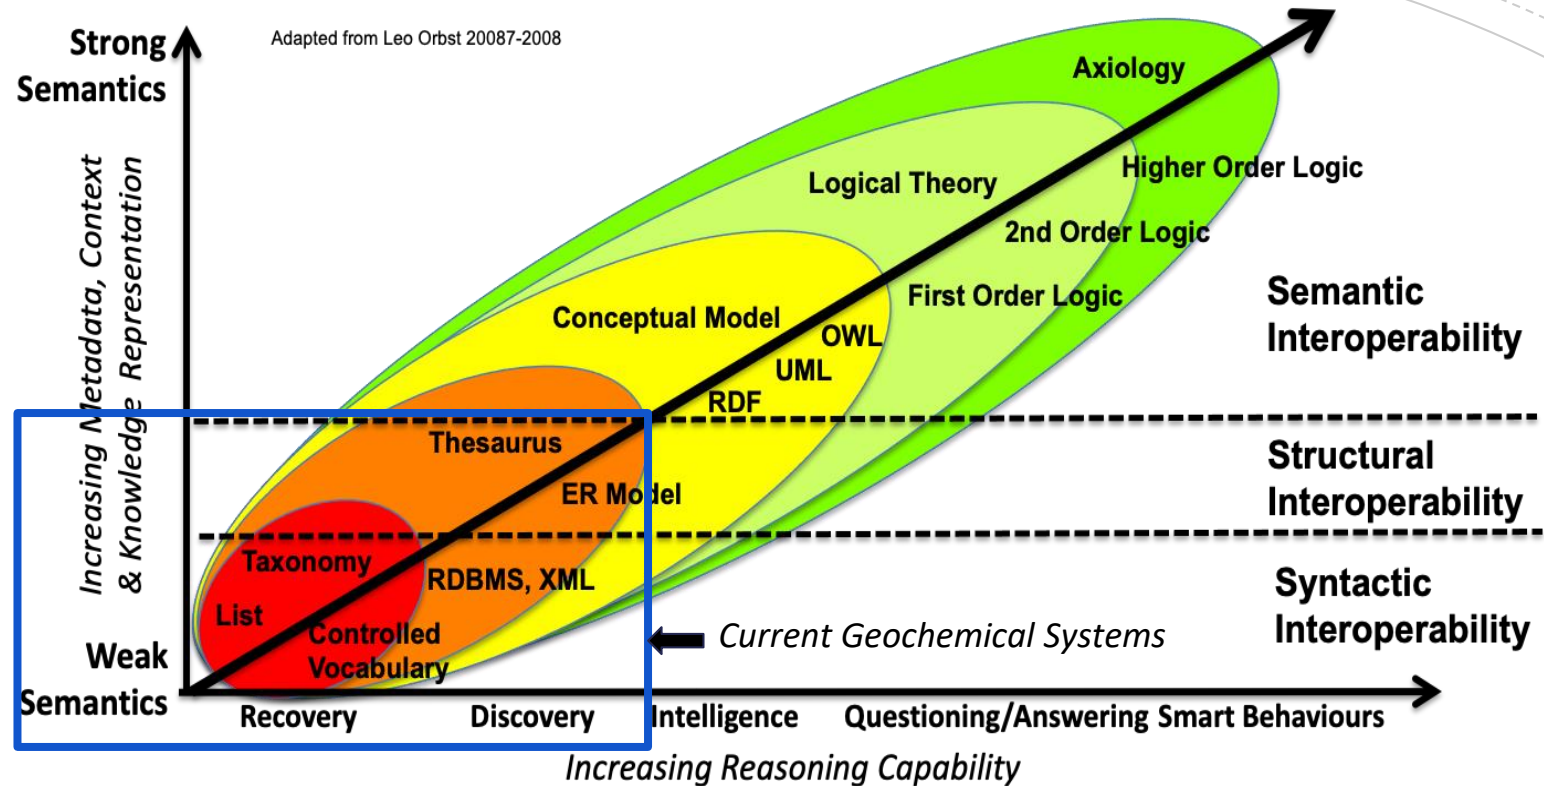 Strong
Semantics
Adapted from Leo Orbst 20087-2008
Axiology
Higher Order Logic
Logical Theory
2nd Order Logic
First Order Logic
Semantic
Interoperability
Conceptual Model
OWL
UML
RDF
Increasing Metadata, Context
& Knowledge Representation
Thesaurus
ER Model
Structural
Interoperability
Taxonomy
RDBMS, XML
List
Controlled
Vocabulary
Syntactic
Interoperability
Current Geochemical Systems
Weak
Semantics
Recovery
Discovery
Intelligence
Questioning/Answering
Smart Behaviours
Increasing Reasoning Capability